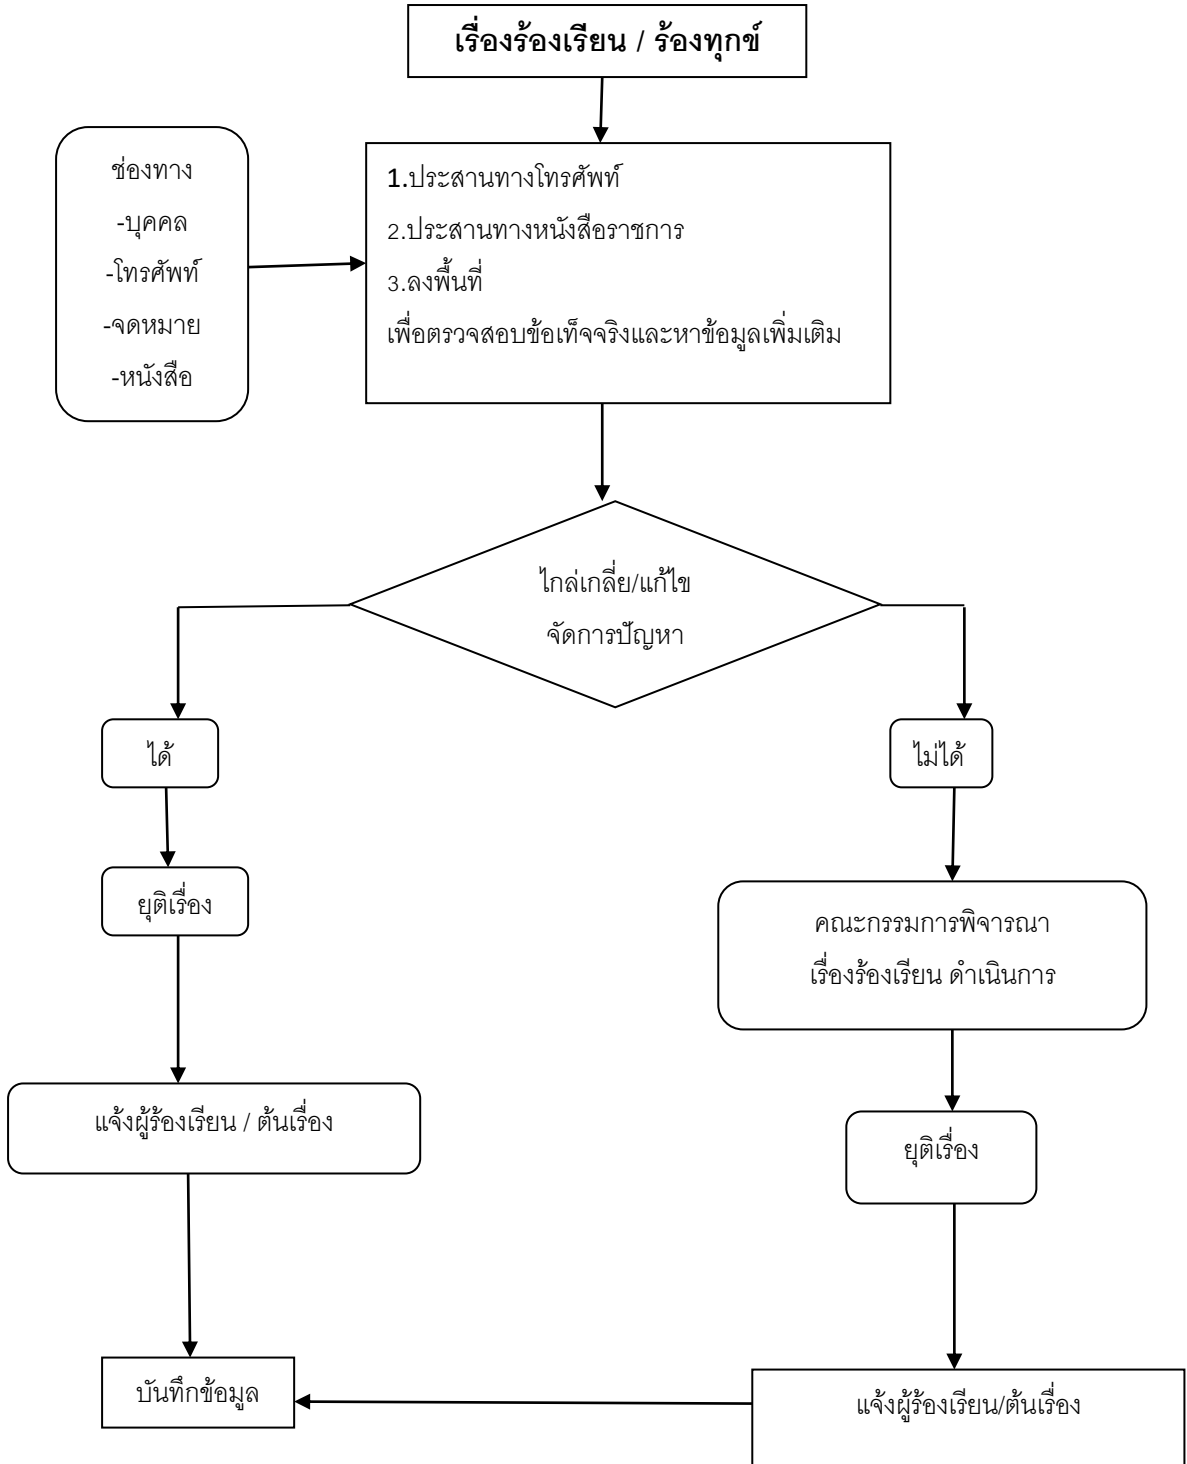 เรื่องร้องเรียน / ร้องทุกข์
ช่องทาง
-บุคคล
-โทรศัพท์
-จดหมาย
-หนังสือ
1.ประสานทางโทรศัพท์
2.ประสานทางหนังสือราชการ
3.ลงพื้นที่
เพื่อตรวจสอบข้อเท็จจริงและหาข้อมูลเพิ่มเติม
ไกล่เกลี่ย/แก้ไข
จัดการปัญหา
ได้
ไม่ได้
ยุติเรื่อง
คณะกรรมการพิจารณา
เรื่องร้องเรียน ดำเนินการ
แจ้งผู้ร้องเรียน / ต้นเรื่อง
ยุติเรื่อง
บันทึกข้อมูล
แจ้งผู้ร้องเรียน/ต้นเรื่อง